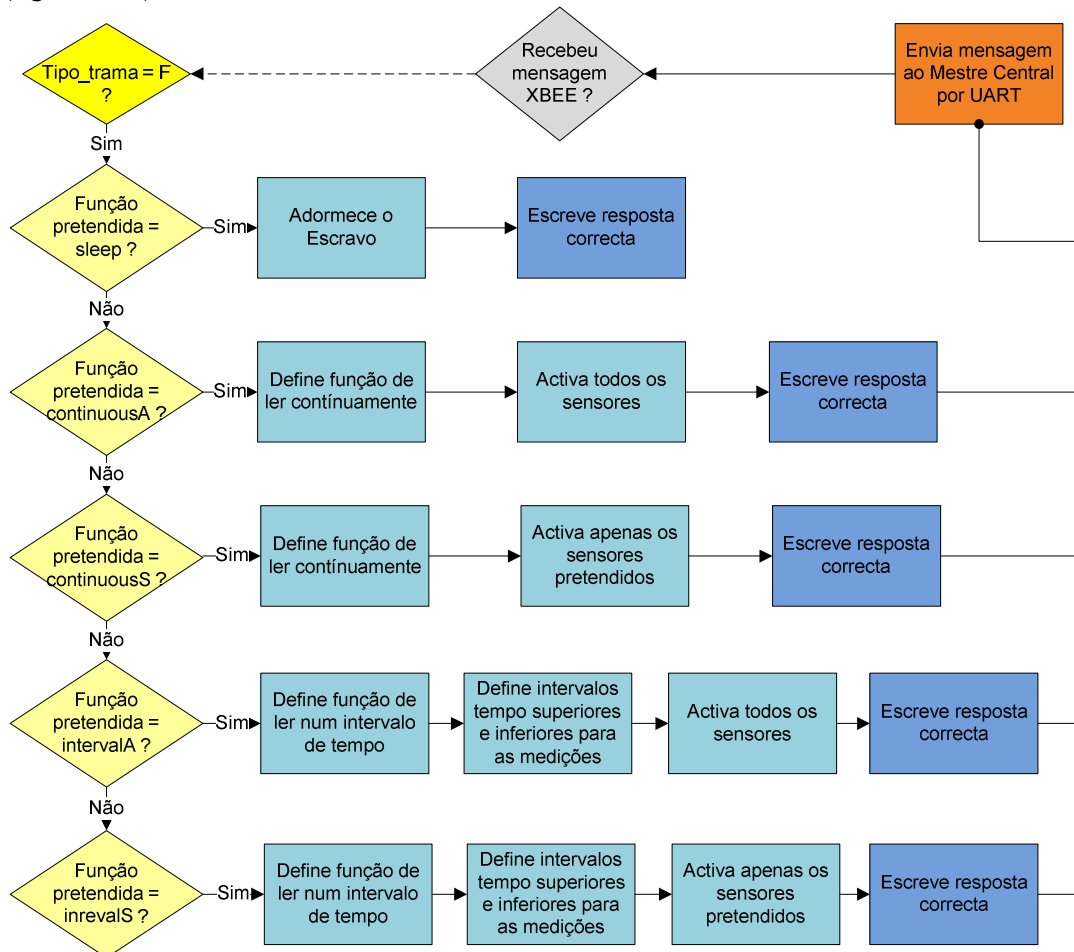 Tipo_trama = F
?
Recebeu
mensagem
XBEE ?
Envia mensagem
ao Mestre Central
por UART
Sim
Função
pretendida =
sleep ?
Sim
Adormece o
Escravo
Escreve resposta
correcta
Não
Função
pretendida =
continuousA ?
Sim
Define função de
ler contínuamente
Activa todos os
sensores
Escreve resposta
correcta
Não
Função
pretendida =
continuousS ?
Sim
Define função de
ler contínuamente
Activa apenas os
sensores
pretendidos
Escreve resposta
correcta
Não
Função
pretendida =
intervalA ?
Sim
Define função de
ler num intervalo
de tempo
Define intervalos
tempo superiores
e inferiores para
as medições
Activa todos os
sensores
Escreve resposta
correcta
Não
Função
pretendida =
inrevalS ?
Sim
Define função de
ler num intervalo
de tempo
Define intervalos
tempo superiores
e inferiores para
as medições
Activa apenas os
sensores
pretendidos
Escreve resposta
correcta